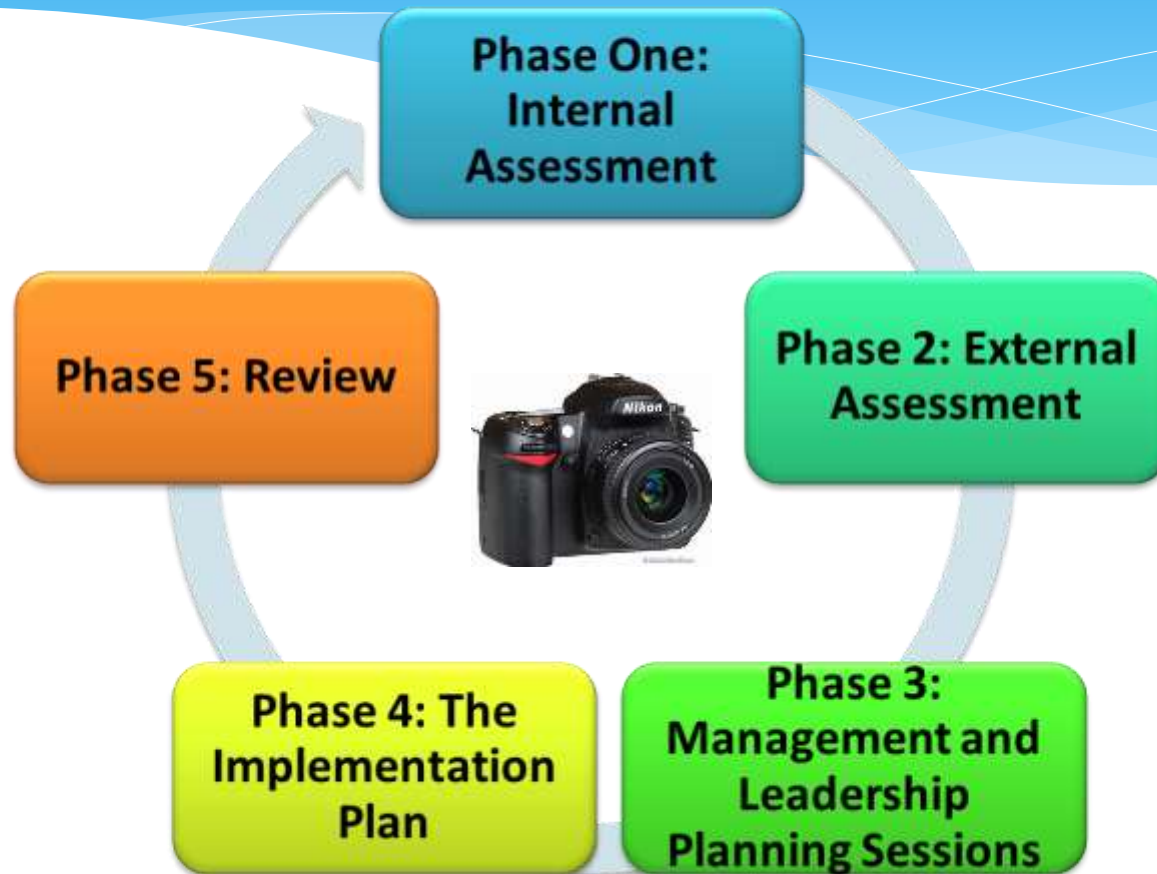 Phase One:
Internal
Assessment
Phase 2: External
Assessment
Phase 3:
Management and
Leadership
Planning Sessions
Phase 4: The
Implementation
Plan
Phase 5: Review
Nikon